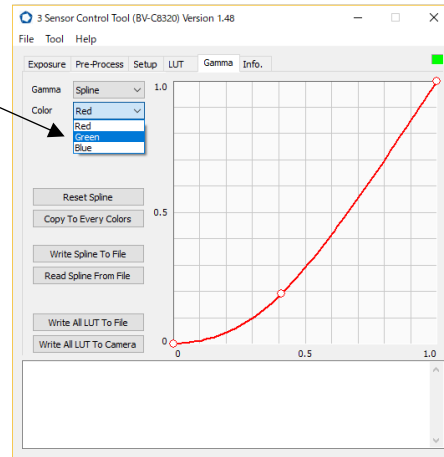 3 Sensor Control Tool (BV-C8320) Version 1.48
File Tool Help
Exposure Pre-Process Setup LUT Gamma Info.
Gamma Spline
Color Red
Red
Green
Blue
Reset Spline
Copy To Every Colors
Write Spline To File
Read Spline From File
Write All LUT To File
Write All LUT To Camera
1.0
0.5
0
0 0.5 1.0